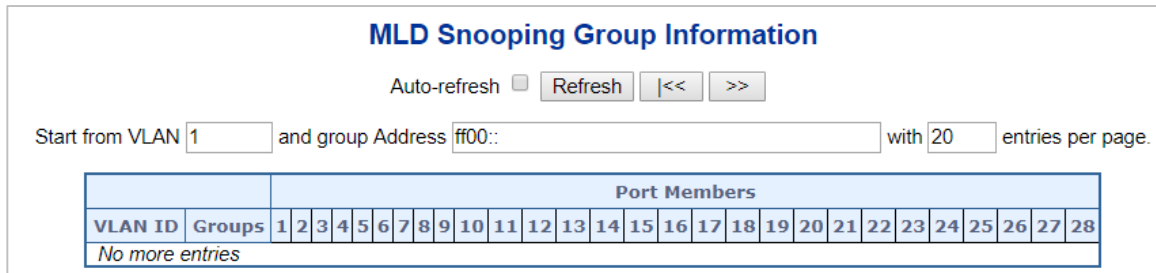 MLD Snooping Group Information
Auto-refresh Refresh |<< >>
Start from VLAN 1 and group Address ff00:: with 20 entries per page.
Port Members
VLAN ID Groups 1 2 3 4 5 6 7 8 9 10 11 12 13 14 15 16 17 18 19 20 21 22 23 24 25 26 27 28
No more entries